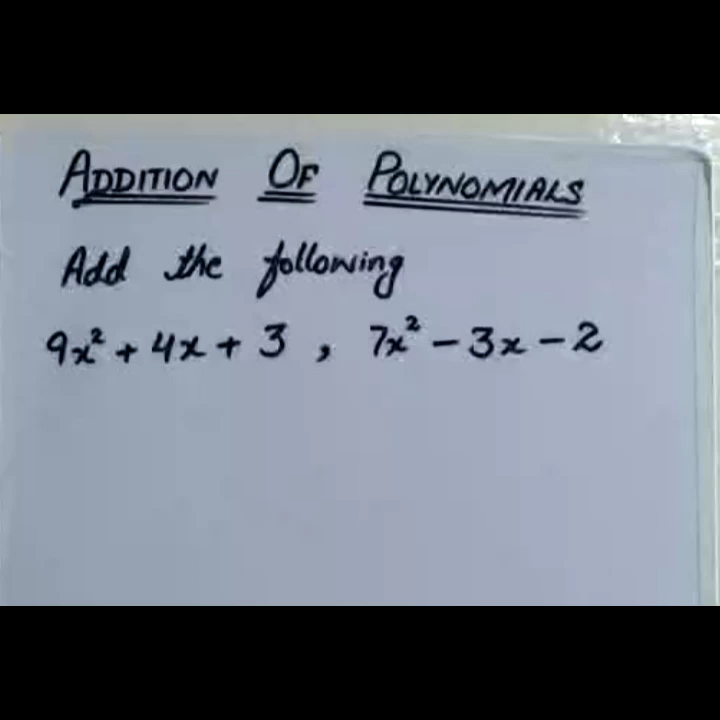 ADDITION OF POLYNOMIALS
Add the following
9x² + 4x + 3 , 7x² - 3x - 2